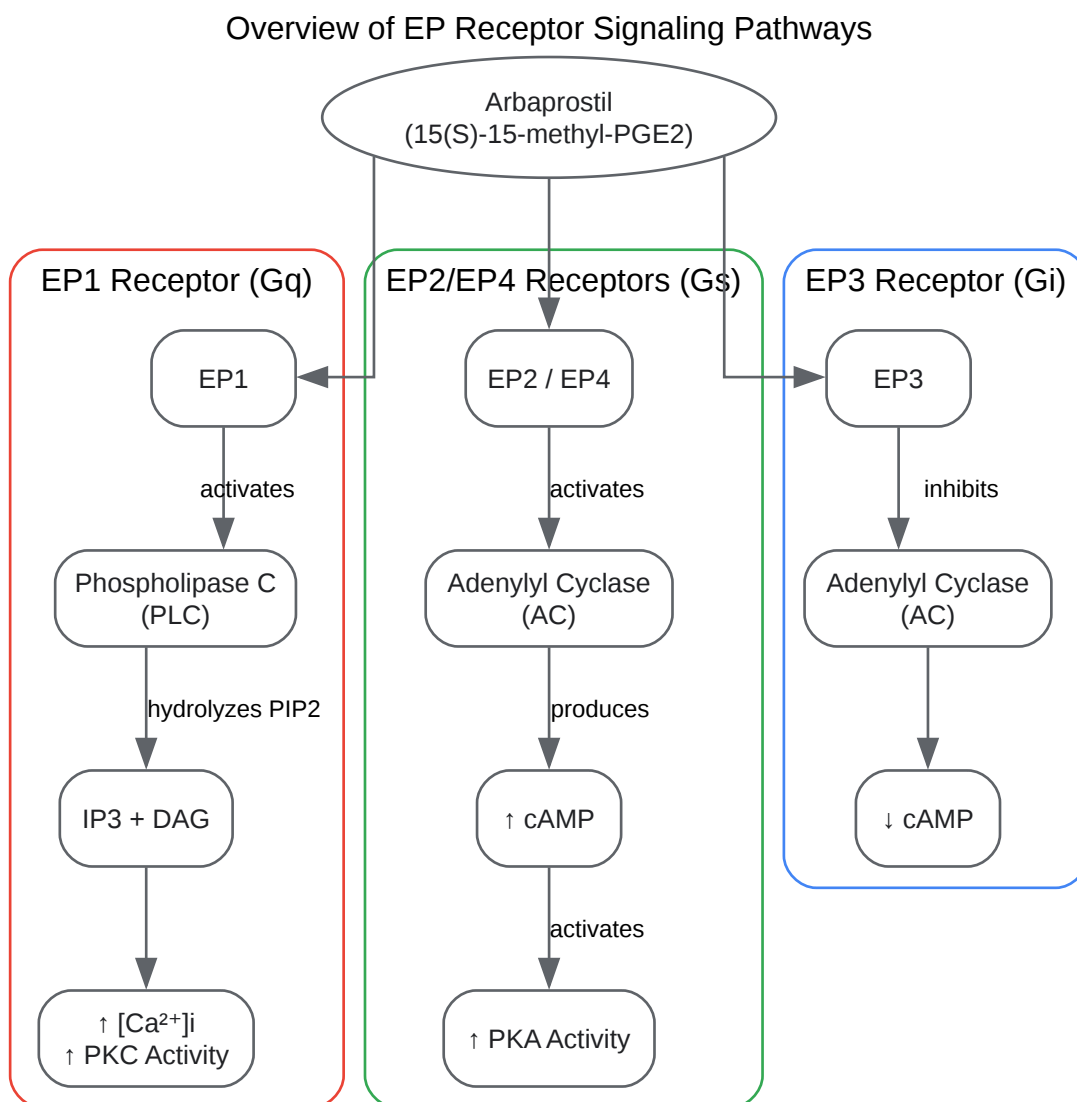 Overview of EP Receptor Signaling Pathways
Arbaprostil
(15(S)-15-methyl-PGE2)
EP1 Receptor (Gq)
EP1
activates
Phospholipase C
(PLC)
hydrolyzes PIP2
IP3 + DAG
↑ [Ca²⁺]i
↑ PKC Activity
EP2/EP4 Receptors (Gs)
EP2 / EP4
activates
Adenylyl Cyclase
(AC)
produces
↑ cAMP
activates
↑ PKA Activity
EP3 Receptor (Gi)
EP3
inhibits
Adenylyl Cyclase
(AC)
↓ cAMP